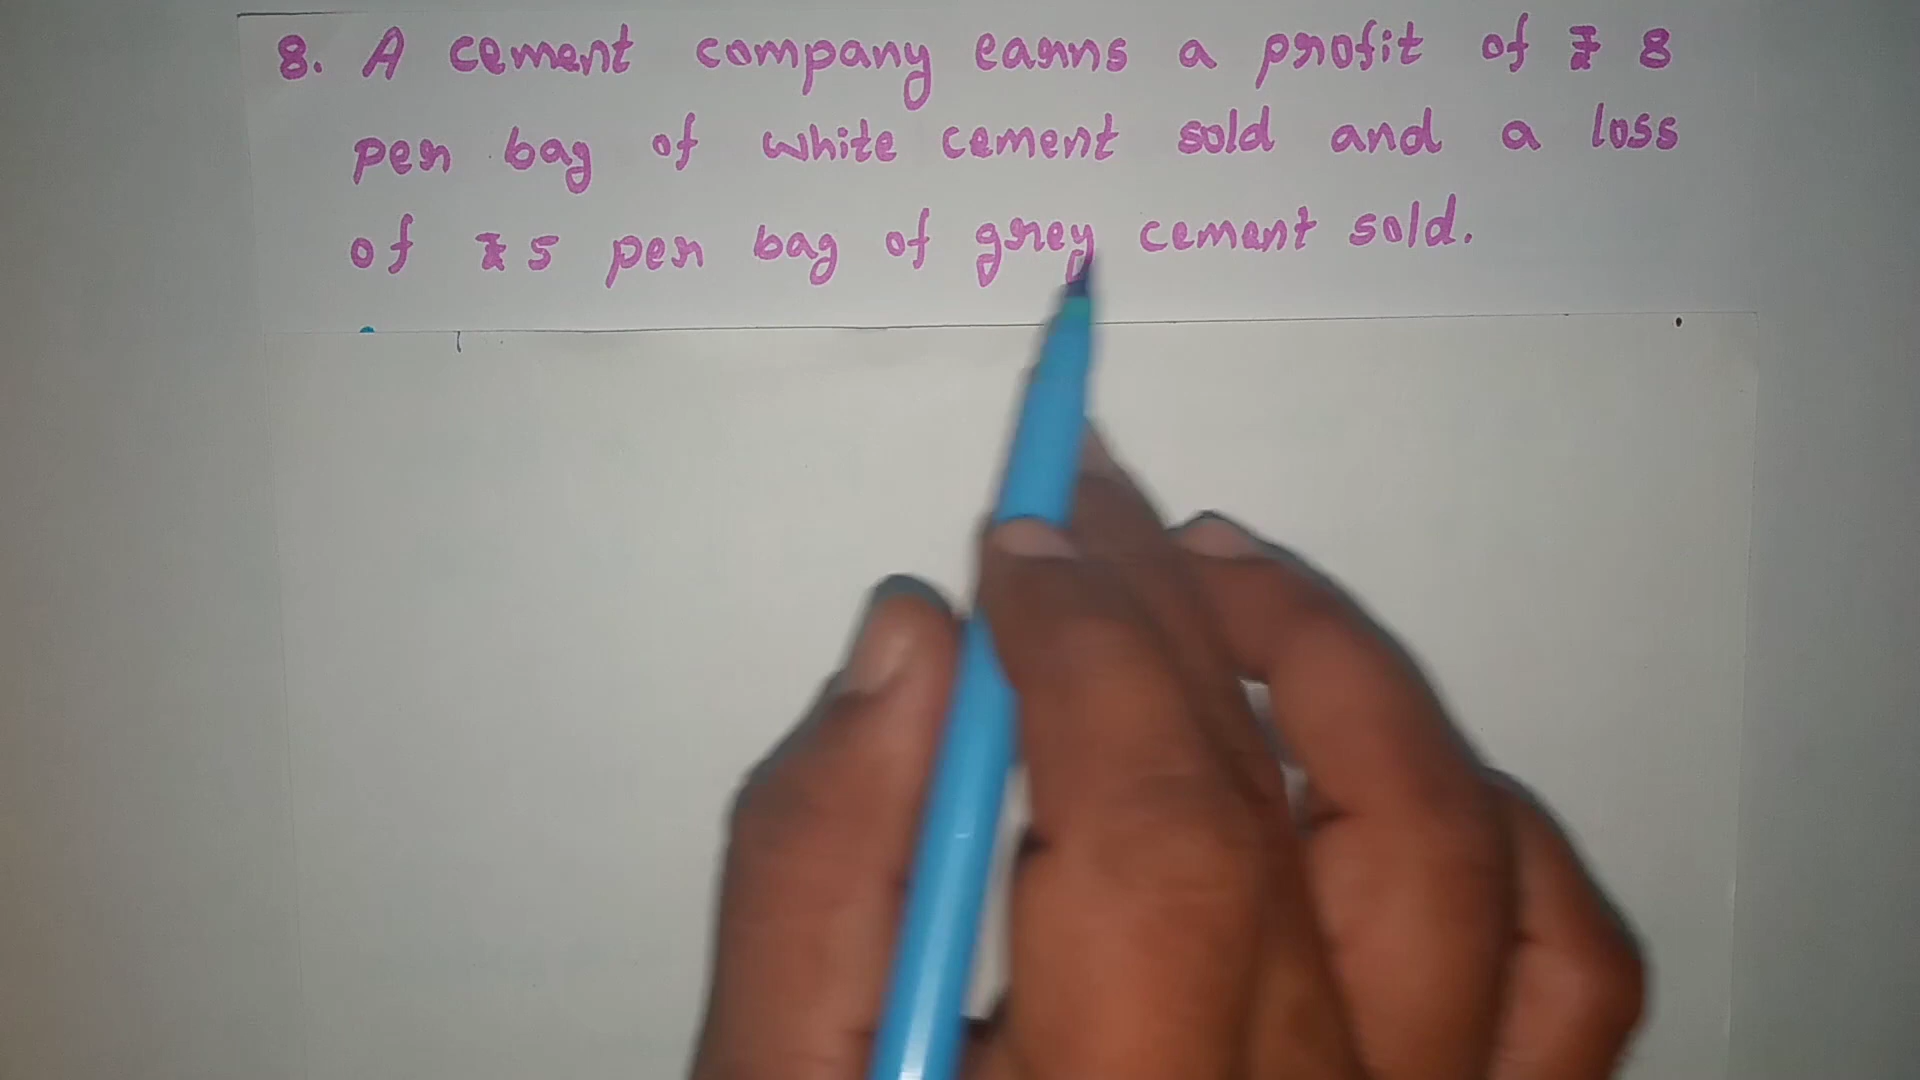 8. A cement company earns a profit of ₹ 8
per bag of white cement sold and a loss
of ₹ 5 per bag of grey cement sold.